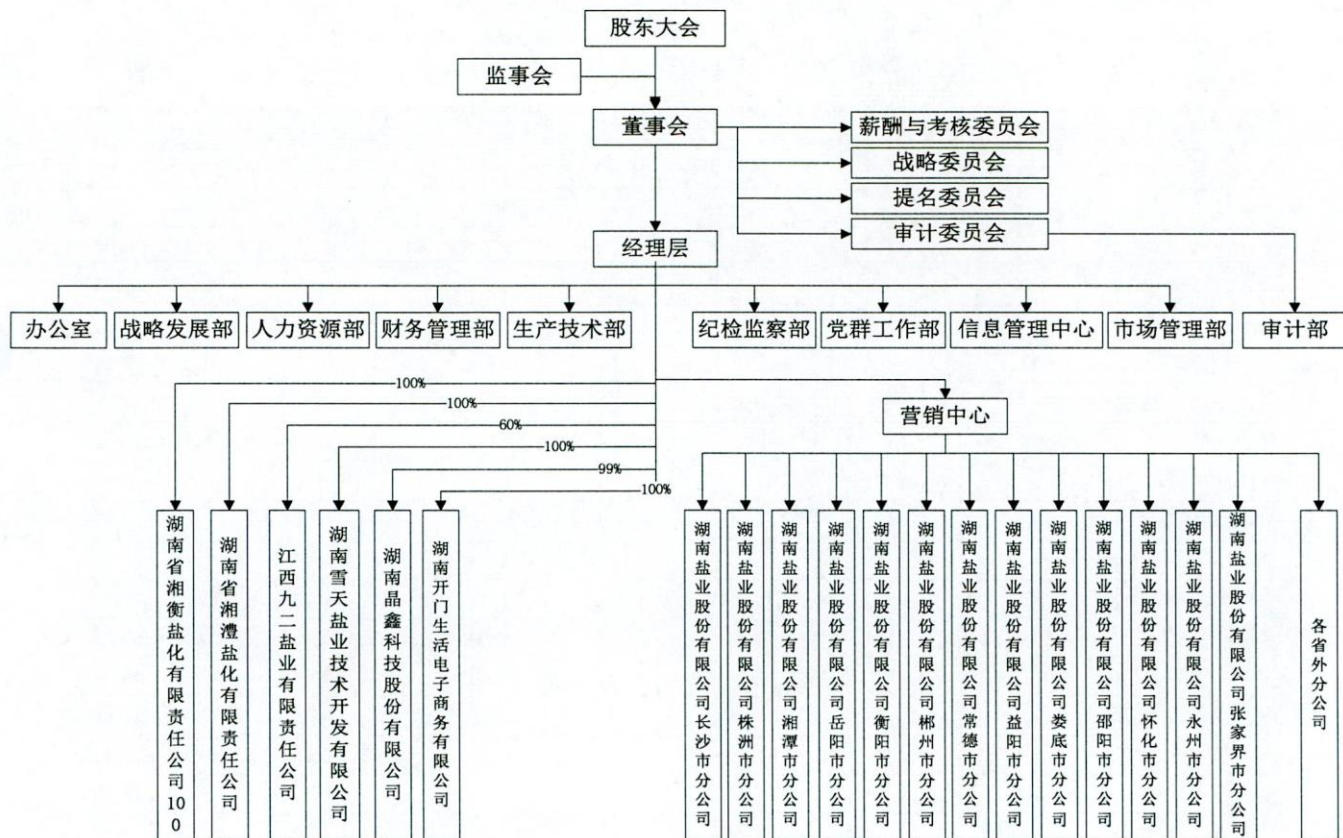 股东大会
监事会
董事会
薪酬与考核委员会
战略委员会
提名委员会
审计委员会
经理层
办公室
战略发展部
人力资源部
财务管理部
生产技术部
纪检监察部
党群工作部
信息管理中心
市场管理部
审计部
100%
100%
60%
100%
99%
100%
营销中心
湖南省湘衡盐化有限责任公司100
湖南省湘澧盐化有限责任公司
江西九二盐业有限责任公司
湖南雪天盐业技术开发有限公司
湖南晶鑫科技股份有限公司
湖南开门生活电子商务有限公司
湖南盐业股份有限公司长沙市分公司
湖南盐业股份有限公司株洲市分公司
湖南盐业股份有限公司湘潭市分公司
湖南盐业股份有限公司岳阳市分公司
湖南盐业股份有限公司衡阳市分公司
湖南盐业股份有限公司郴州市分公司
湖南盐业股份有限公司常德市分公司
湖南盐业股份有限公司益阳市分公司
湖南盐业股份有限公司娄底市分公司
湖南盐业股份有限公司邵阳市分公司
湖南盐业股份有限公司怀化市分公司
湖南盐业股份有限公司永州市分公司
湖南盐业股份有限公司张家界市分公司
各省外分公司